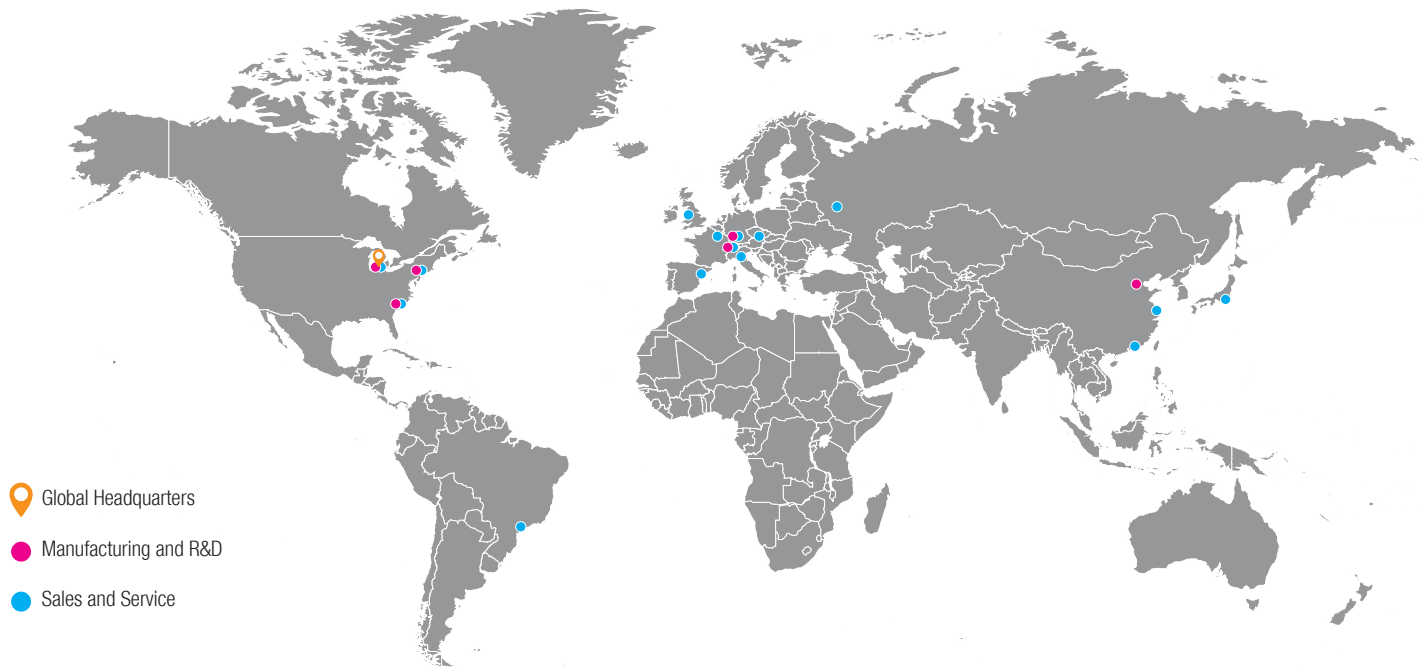 Global Headquarters
Manufacturing and R&D
Sales and Service